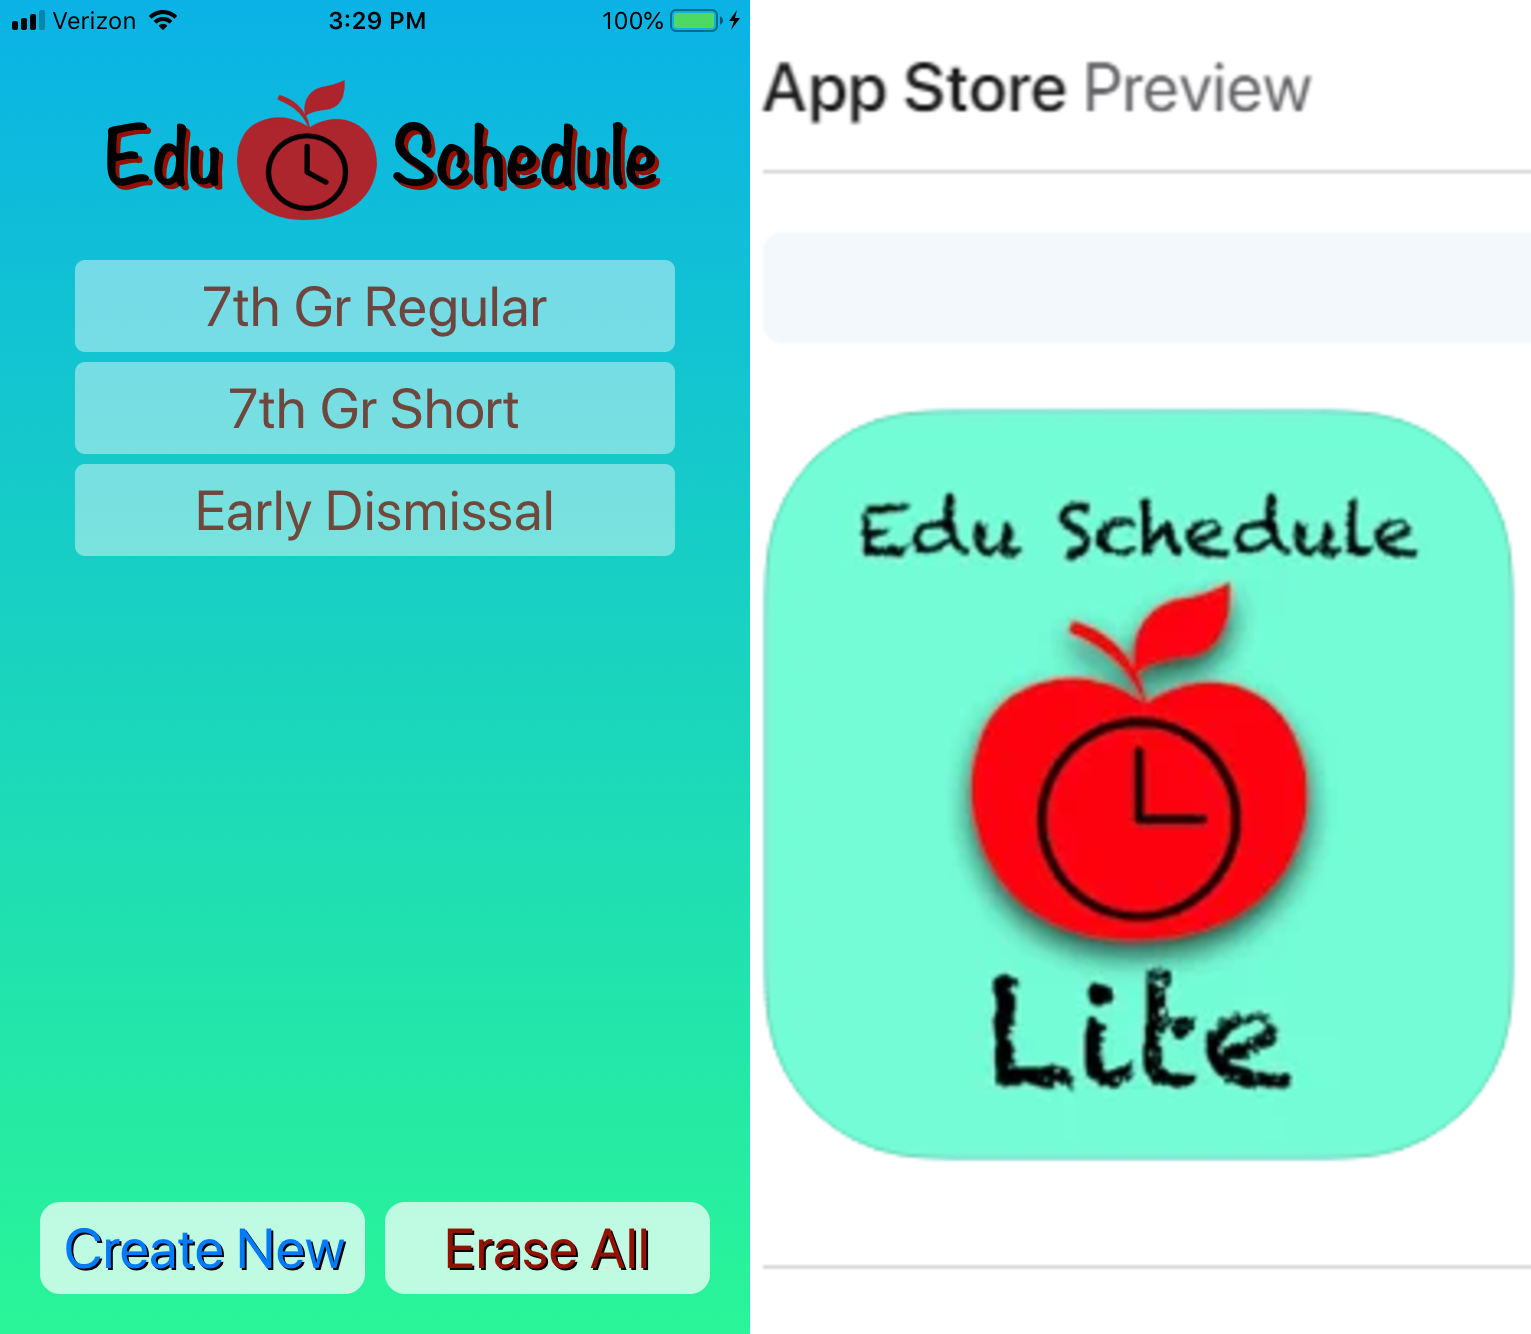 Verizon 3:29 PM 100%
Edu Schedule
7th Gr Regular
7th Gr Short
Early Dismissal
Create New Erase All
App Store Preview
Edu Schedule
Lite